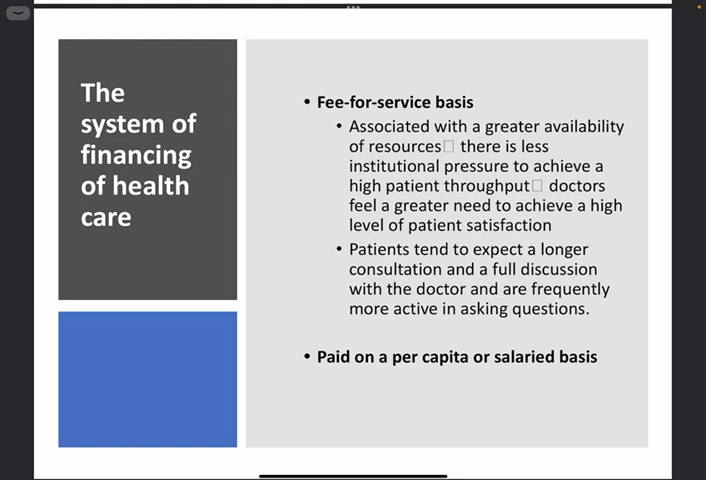 The
system of
financing
of health
care
• Fee-for-service basis
• Associated with a greater availability
of resources□ there is less
institutional pressure to achieve a
high patient throughput□ doctors
feel a greater need to achieve a high
level of patient satisfaction
• Patients tend to expect a longer
consultation and a full discussion
with the doctor and are frequently
more active in asking questions.
• Paid on a per capita or salaried basis